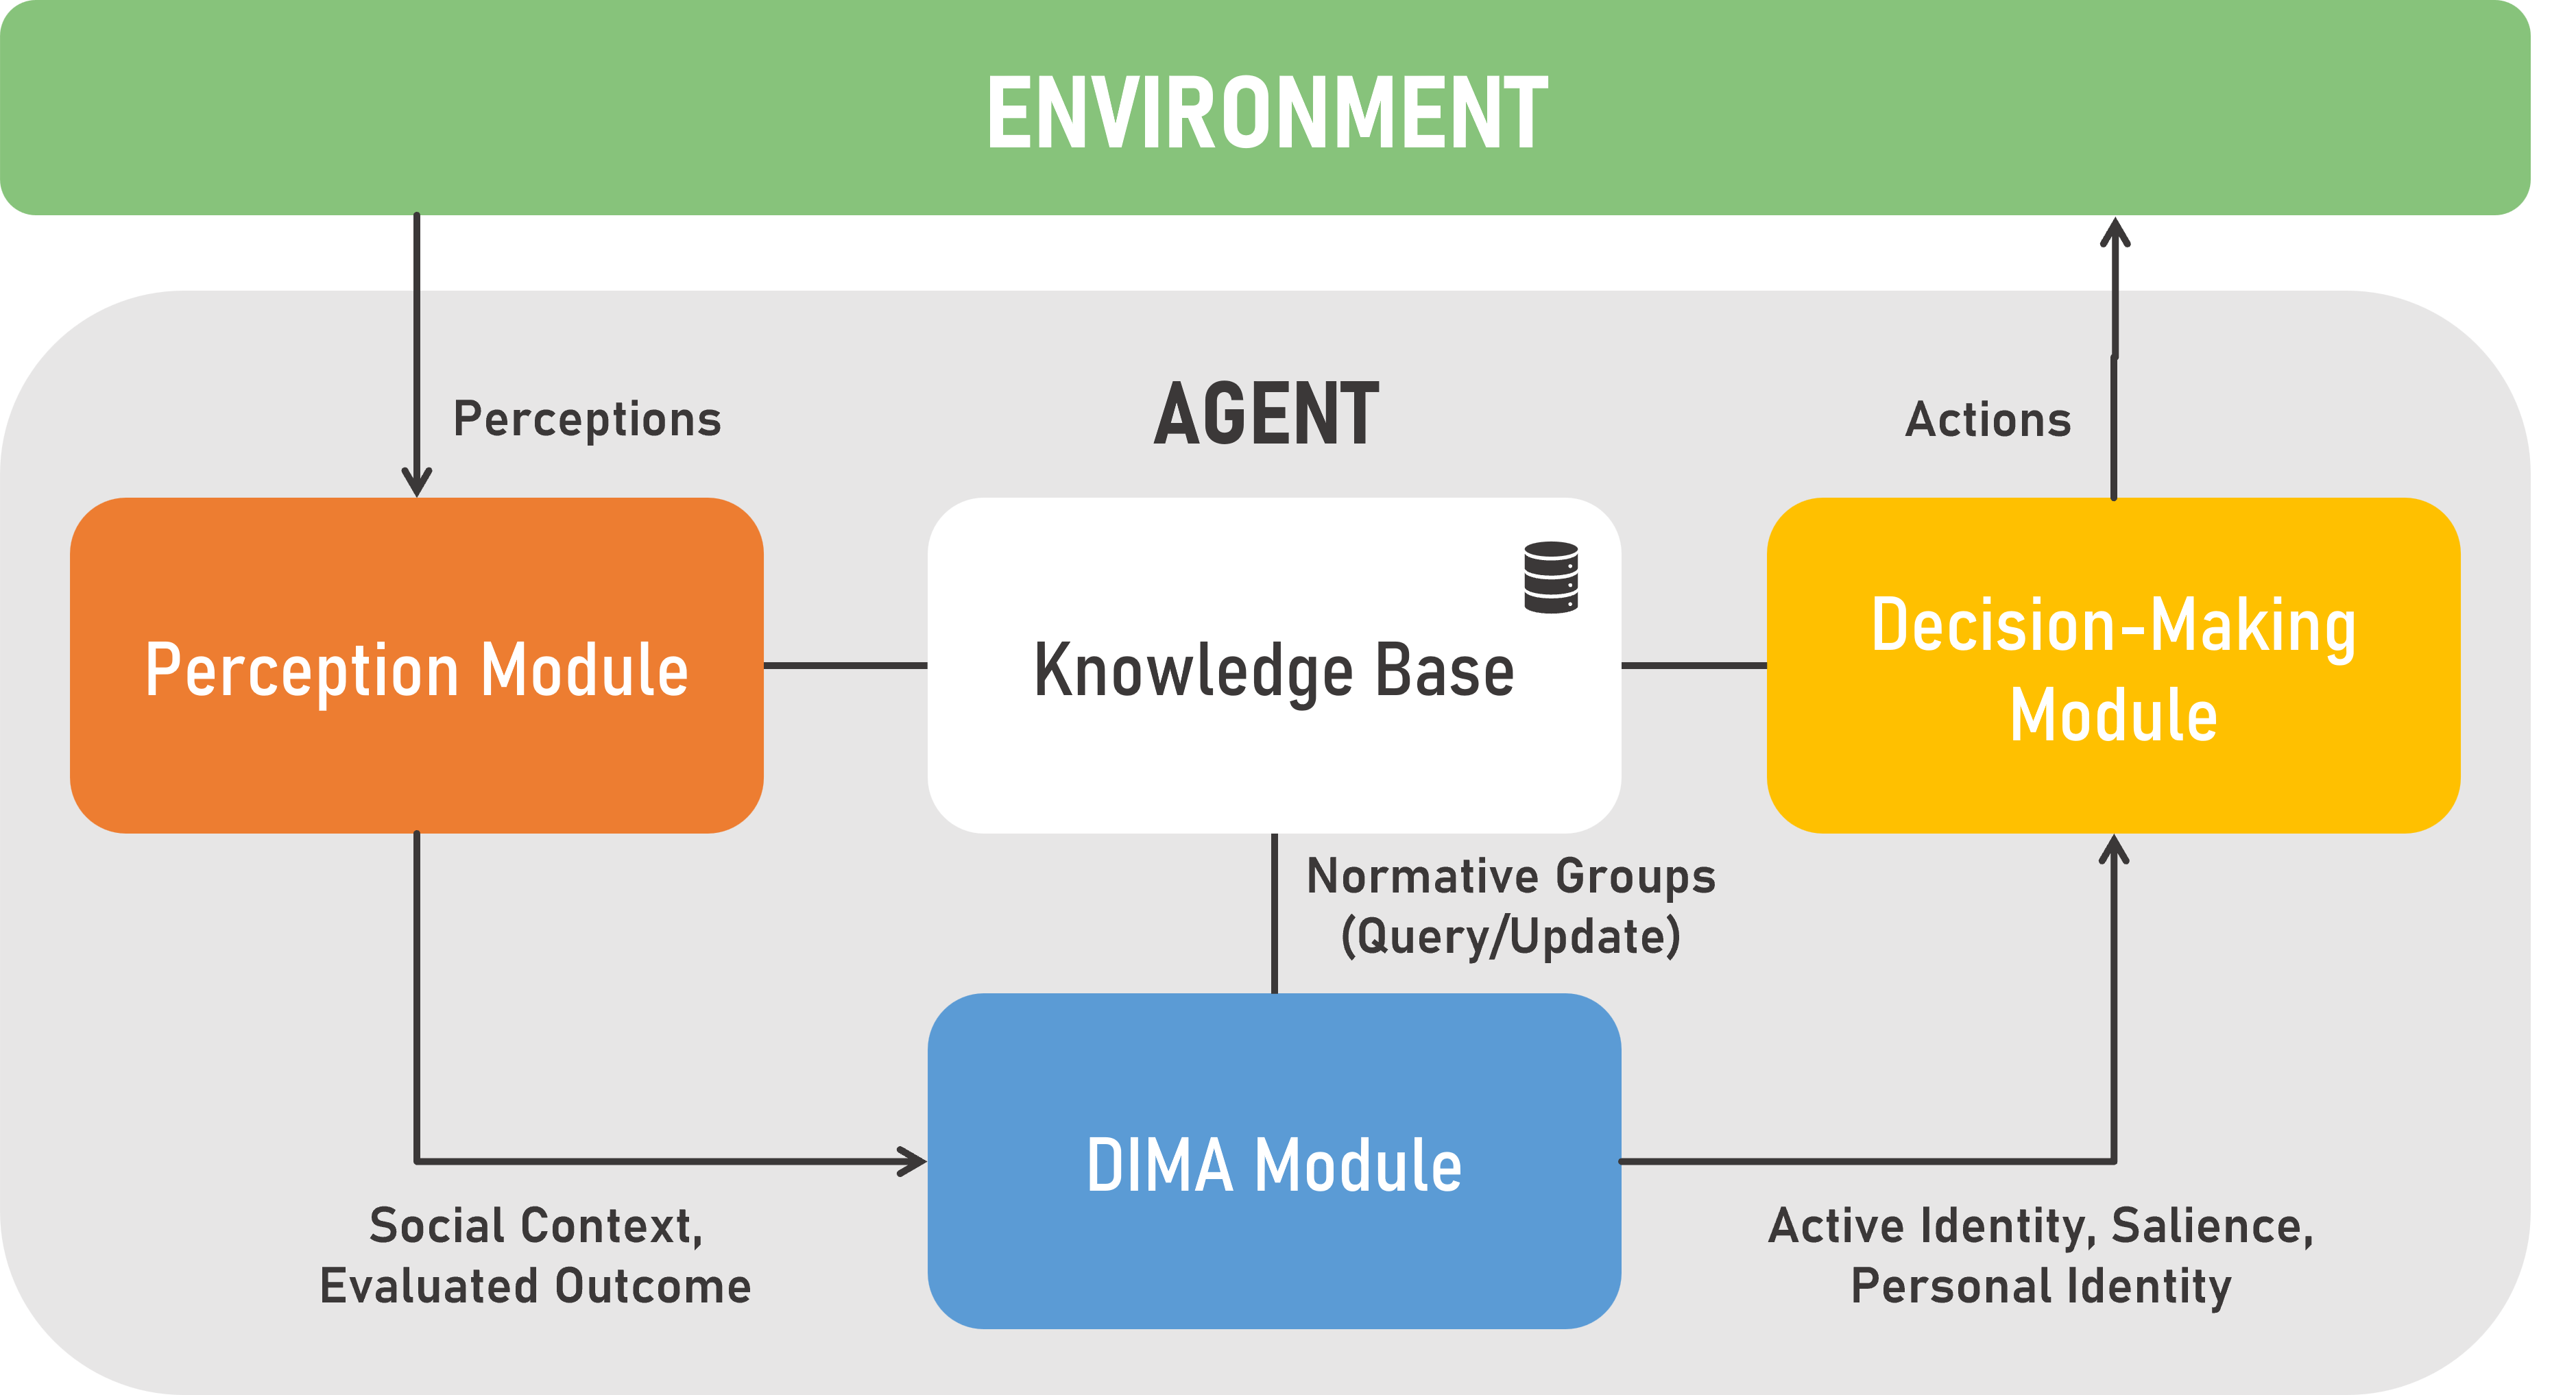 ENVIRONMENT
Perceptions
AGENT
Actions
Perception Module
Knowledge Base
Decision-Making
Module
Normative Groups
(Query/Update)
DIMA Module
Social Context,
Evaluated Outcome
Active Identity, Salience,
Personal Identity